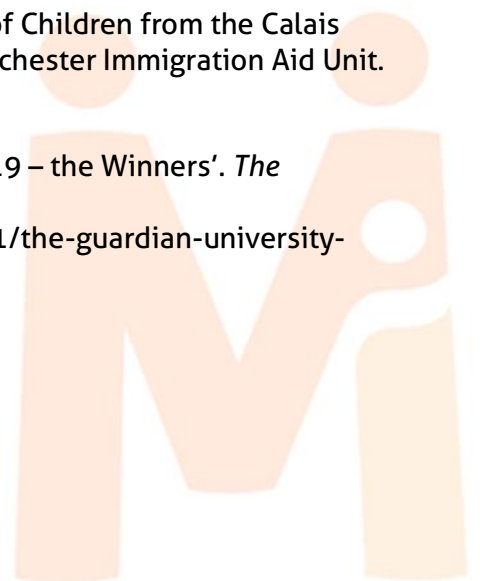 of Children from the Calais
chester Immigration Aid Unit.
19 – the Winners’. The
1/the-guardian-university-